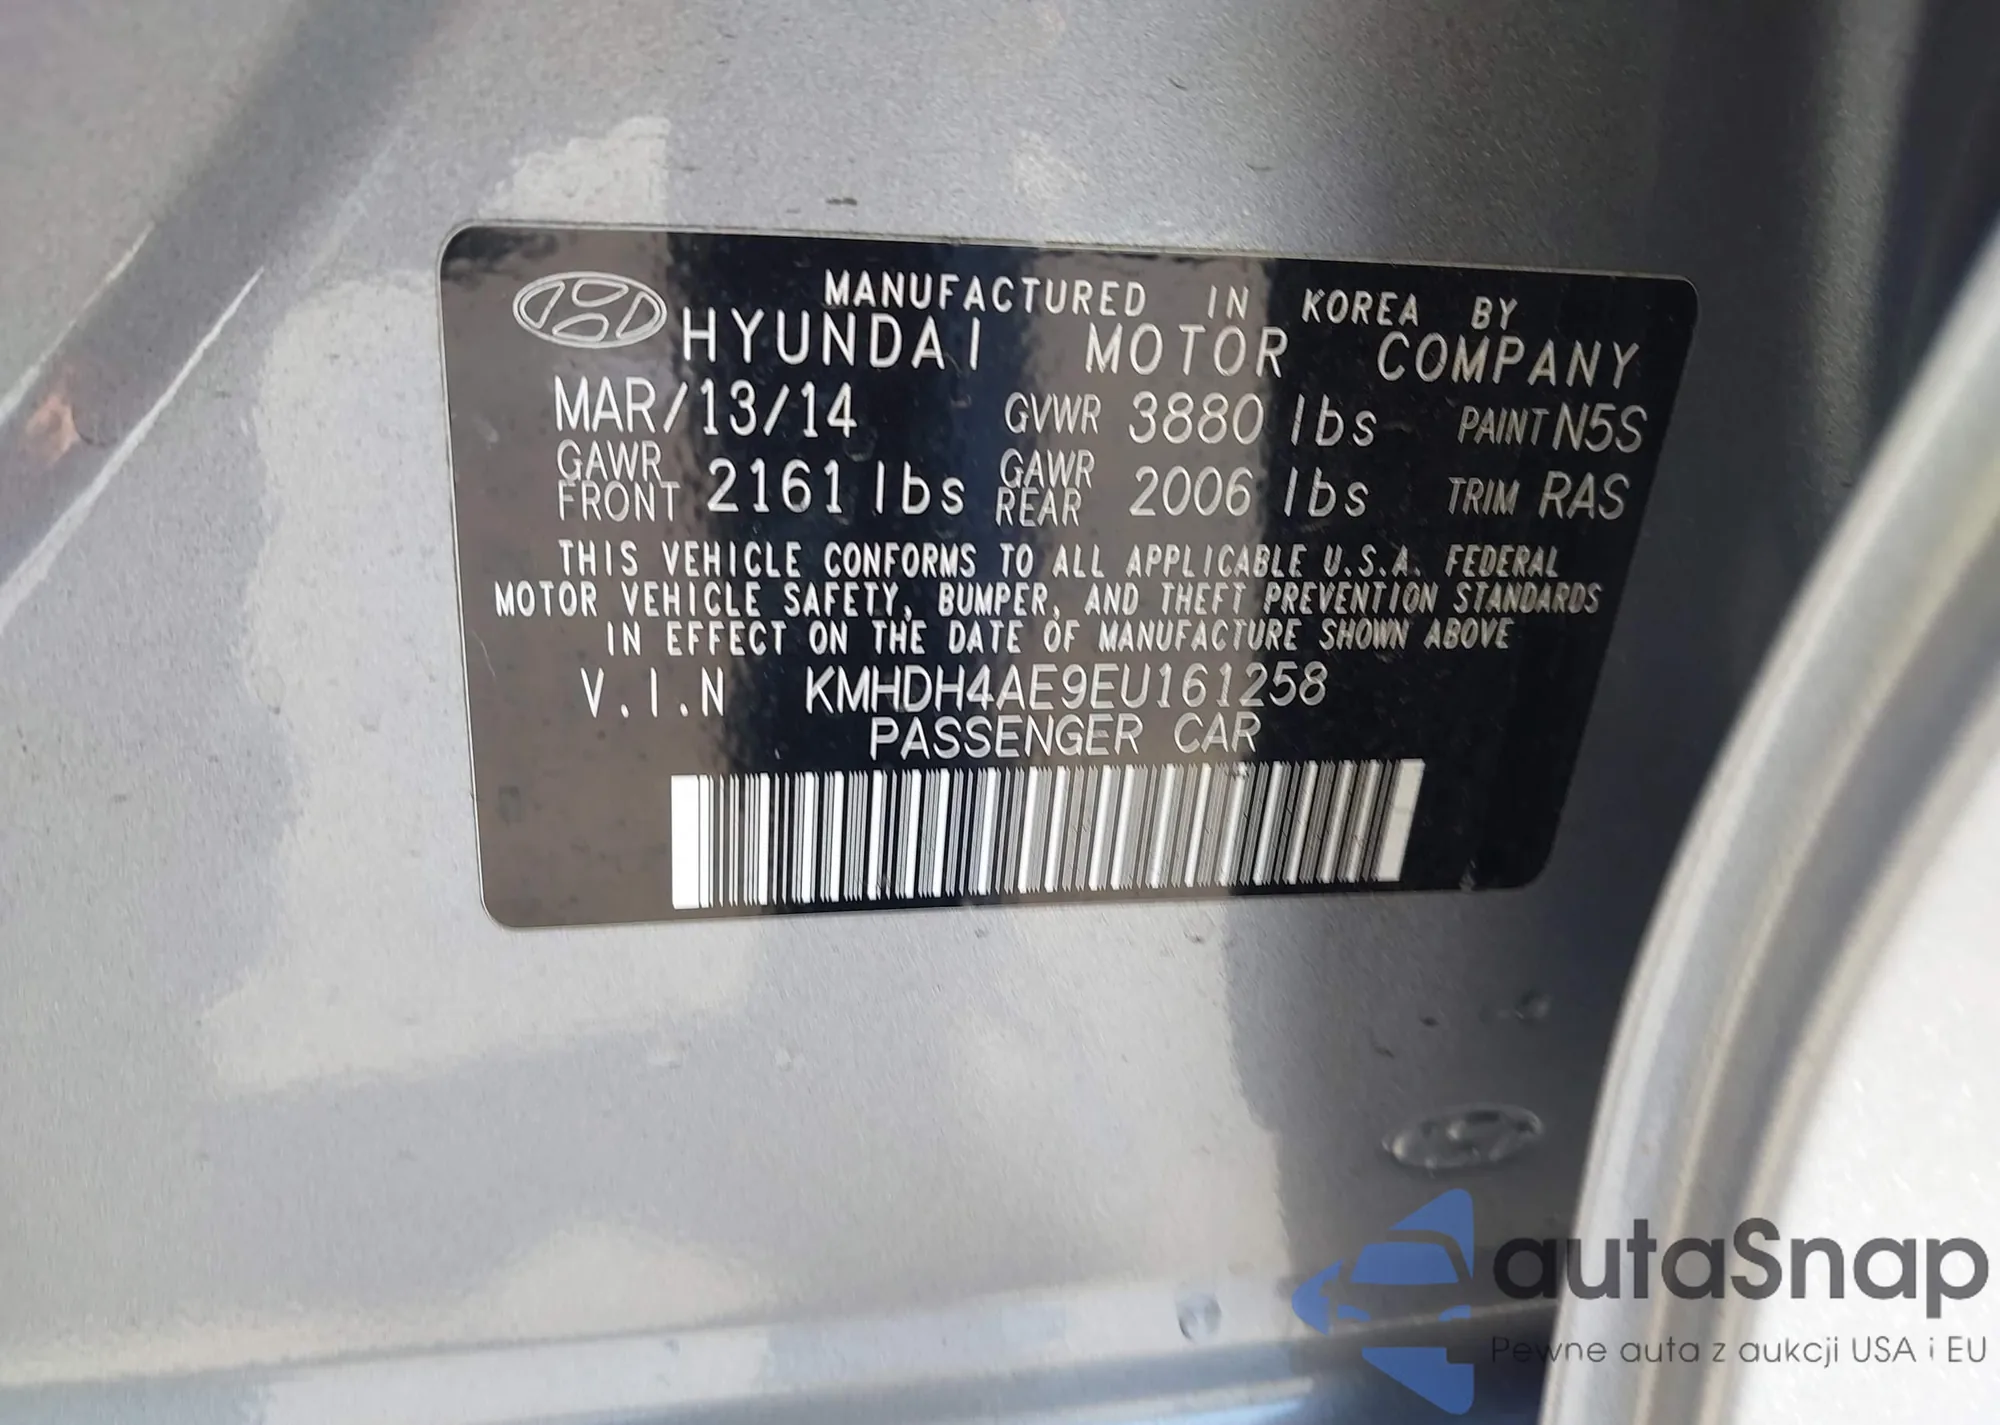 MANUFACTURED IN KOREA BY
HYUNDAI MOTOR COMPANY
MAR/13/14 GVWR 3880 lbs PAINT N5S
GAWR FRONT 2161 lbs GAWR REAR 2006 lbs TRIM RAS
THIS VEHICLE CONFORMS TO ALL APPLICABLE U.S.A. FEDERAL
MOTOR VEHICLE SAFETY, BUMPER, AND THEFT PREVENTION STANDARDS
IN EFFECT ON THE DATE OF MANUFACTURE SHOWN ABOVE
V.I.N KMHDH4AE9EU161258
PASSENGER CAR
autaSnap
Pewne auta z aukcji USA i EU